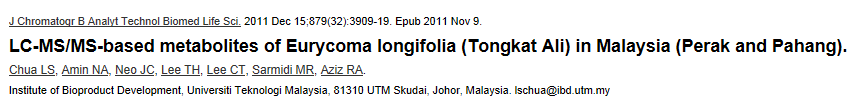 J Chromatogr B Analyt Technol Biomed Life Sci. 2011 Dec 15;879(32):3909-19. Epub 2011 Nov 9.
LC-MS/MS-based metabolites of Eurycoma longifolia (Tongkat Ali) in Malaysia (Perak and Pahang).
Chua LS, Amin NA, Neo JC, Lee TH, Lee CT, Sarmidi MR, Aziz RA.
Institute of Bioproduct Development, Universiti Teknologi Malaysia, 81310 UTM Skudai, Johor, Malaysia. lschua@ibd.utm.my